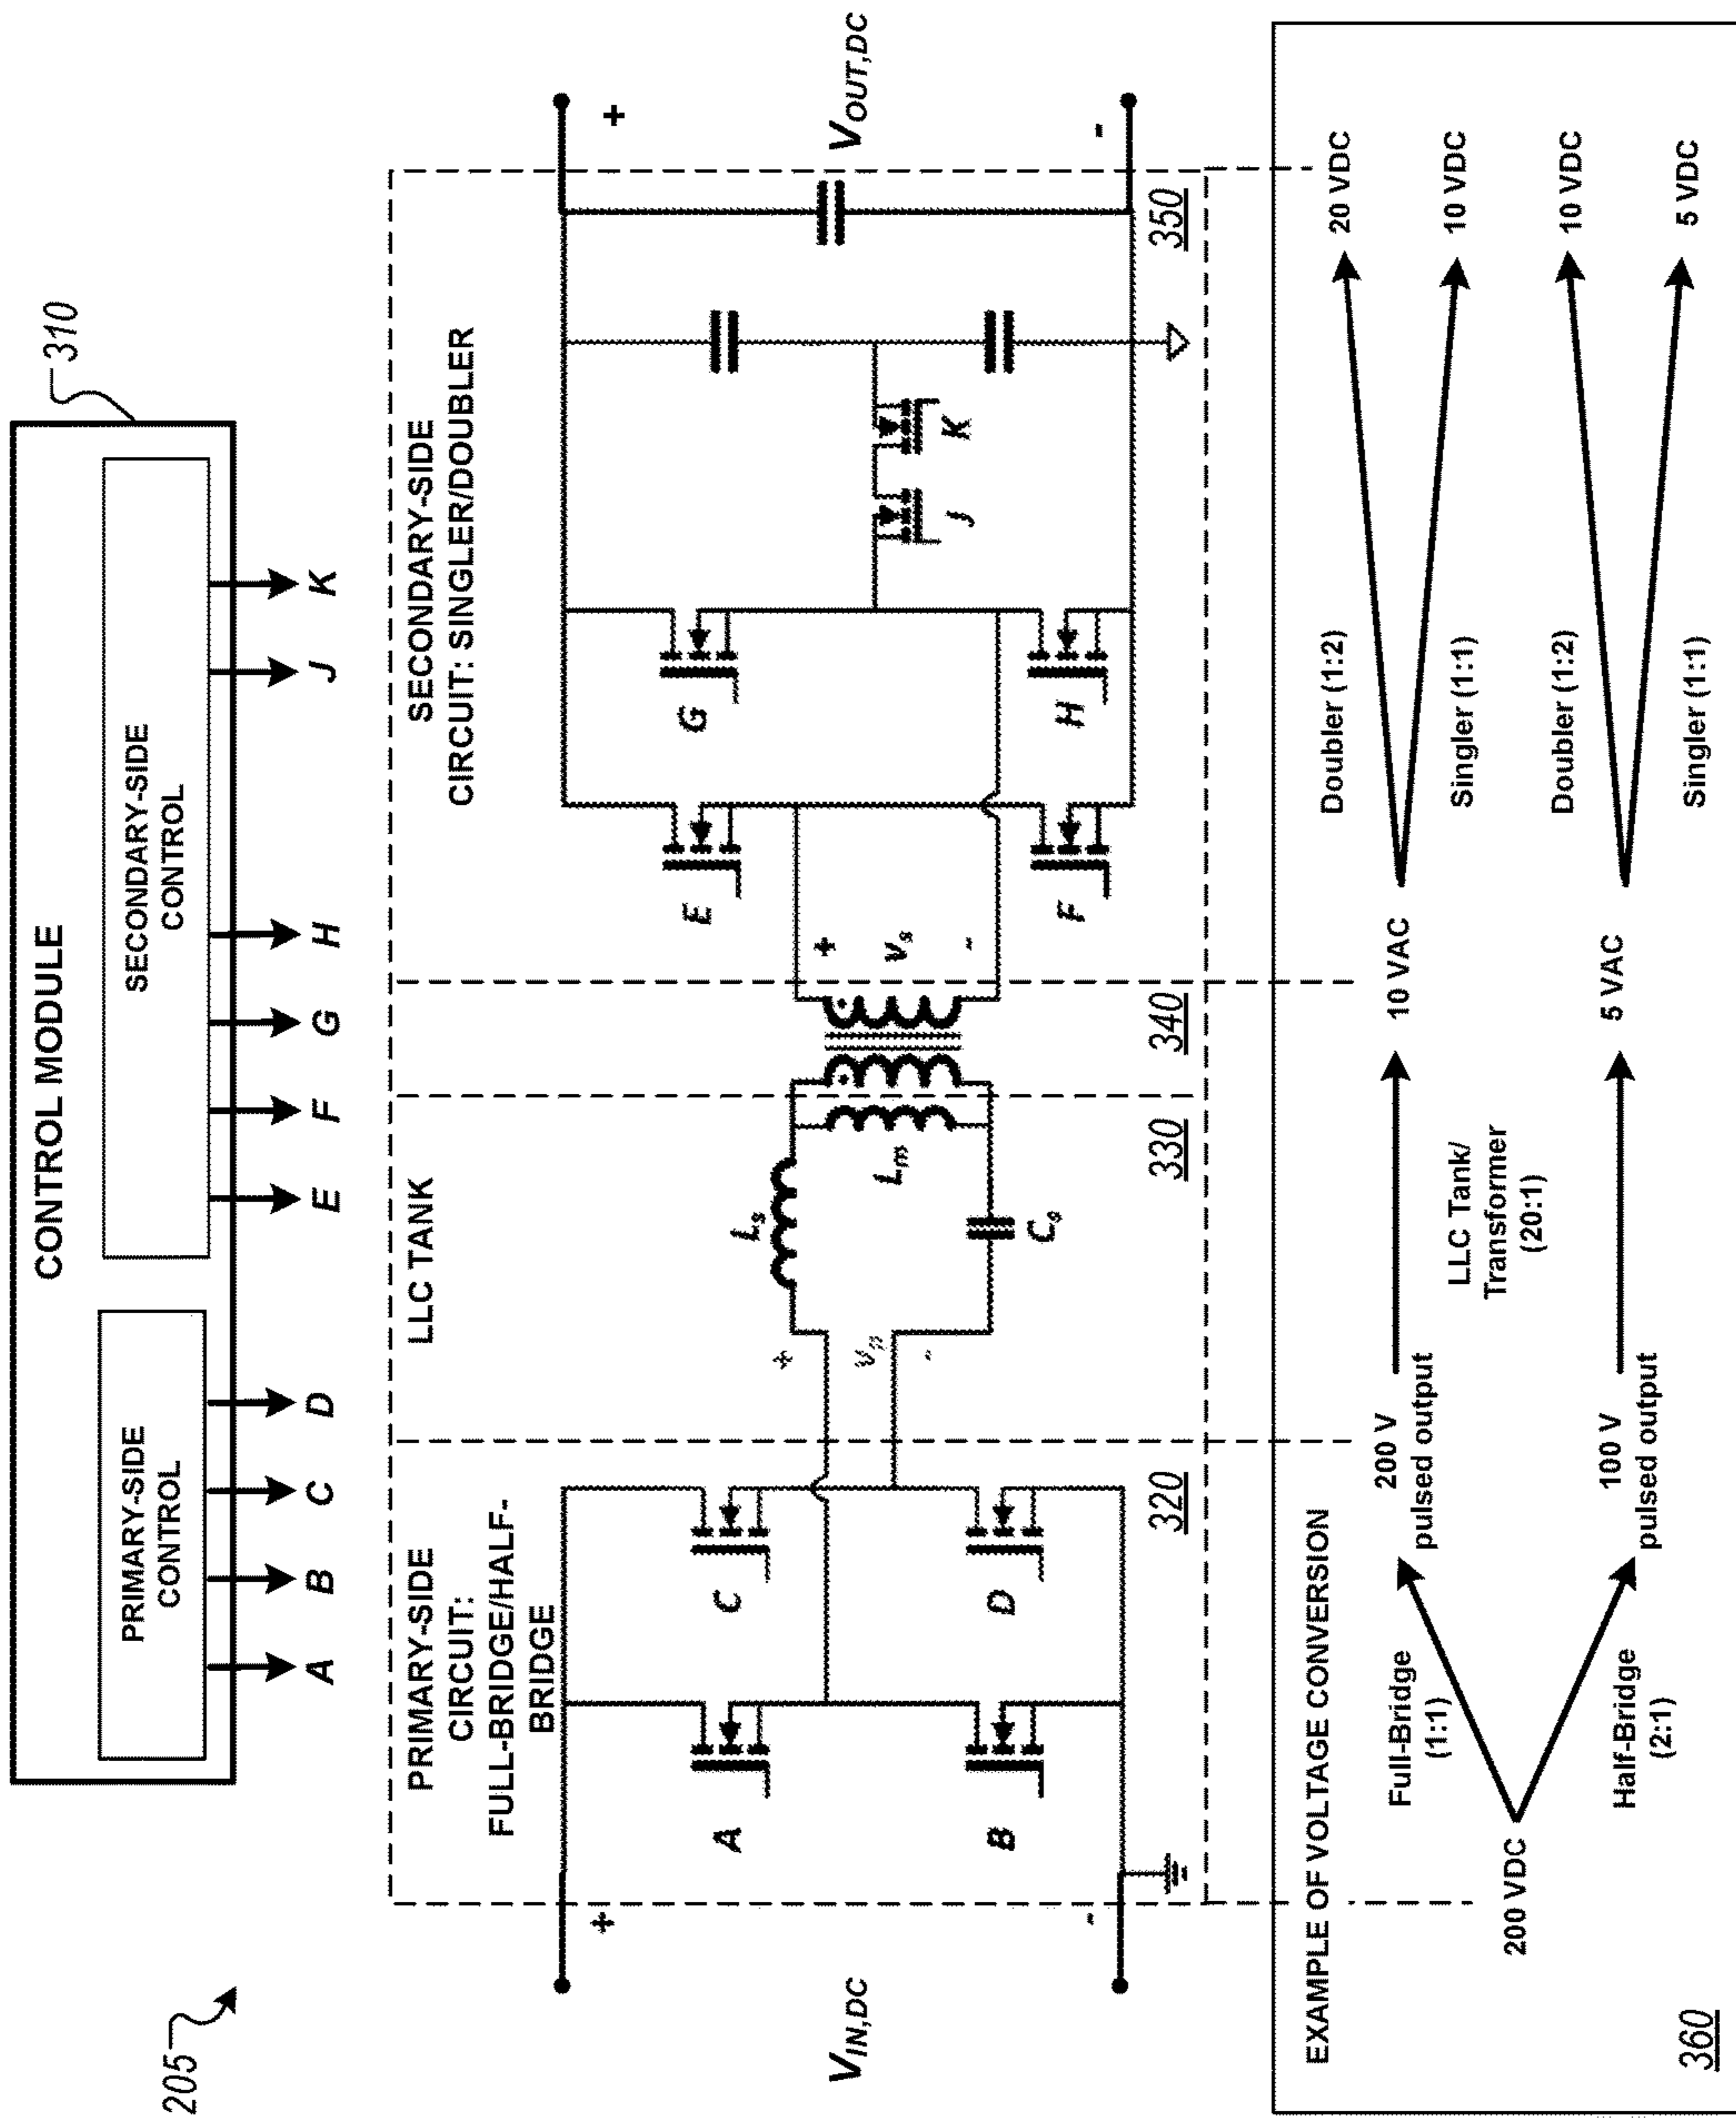 205
310
CONTROL MODULE
PRIMARY-SIDE
CONTROL
SECONDARY-SIDE
CONTROL
A
B
C
D
E
F
G
H
J
K
PRIMARY-SIDE
CIRCUIT:
FULL-BRIDGE/HALF-
BRIDGE
LLC TANK
SECONDARY-SIDE
CIRCUIT: SINGLER/DOUBLER
V_IN,DC
+
-
A
B
C
D
320
+
v_p
-
L_s
L_m
C_s
330
340
+
v_s
-
E
F
G
H
J
K
350
+
V_OUT,DC
-
EXAMPLE OF VOLTAGE CONVERSION
200 VDC
Full-Bridge
(1:1)
Half-Bridge
(2:1)
200 V
pulsed output
100 V
pulsed output
LLC Tank/
Transformer
(20:1)
10 VAC
5 VAC
Doubler (1:2)
Singler (1:1)
Doubler (1:2)
Singler (1:1)
20 VDC
10 VDC
10 VDC
5 VDC
360